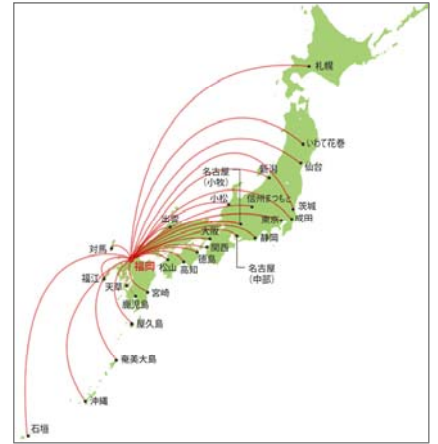 札幌
いわて花巻
仙台
新潟
名古屋
(小牧)
小松
信州まつもと
茨城
成田
東京
出雲
大阪
静岡
関西
対馬
福岡
徳島
松山
高知
名古屋
(中部)
福江
天草
宮崎
鹿児島
屋久島
奄美大島
沖縄
石垣